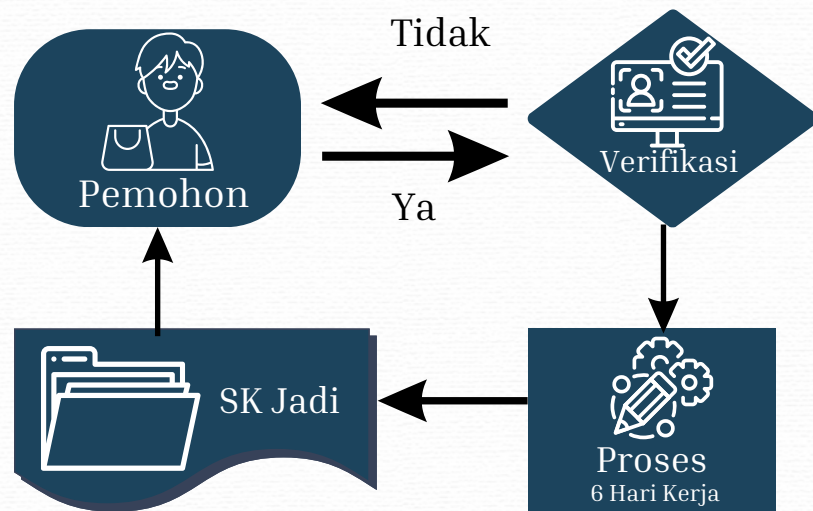 Tidak
Pemohon
Verifikasi
Ya
SK Jadi
Proses
6 Hari Kerja